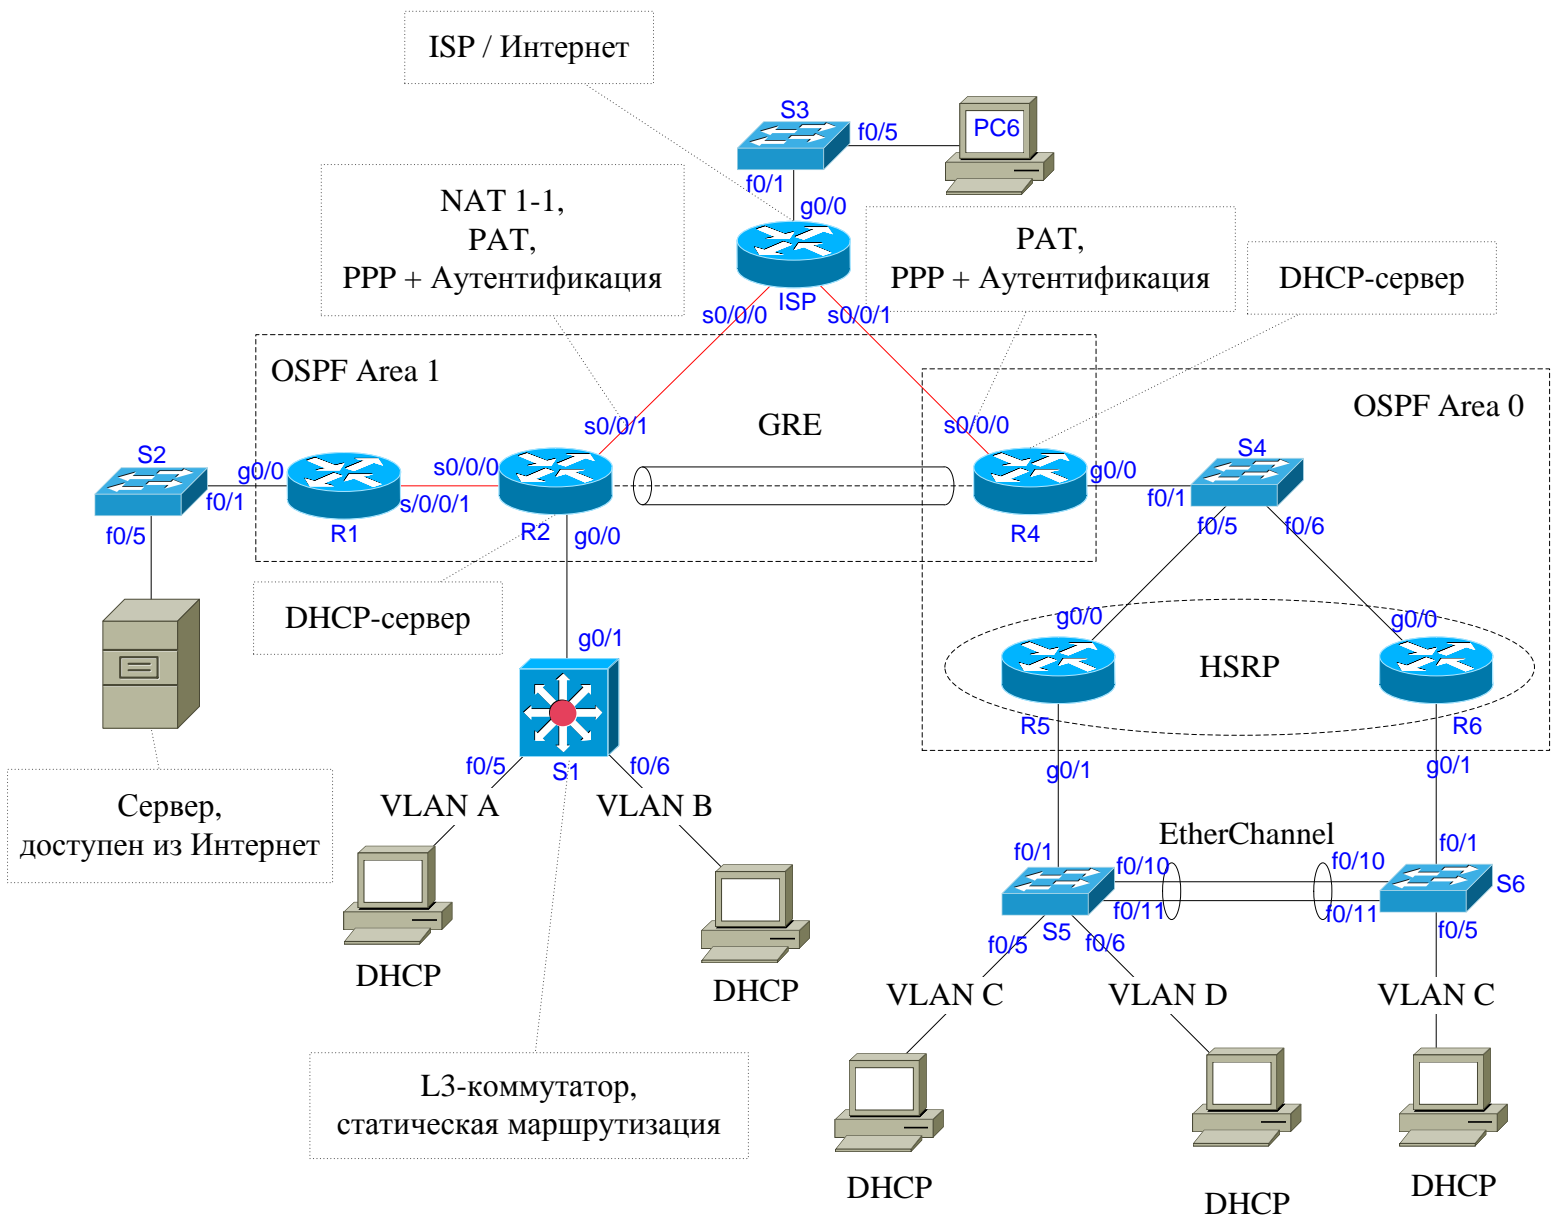 ISP / Интернет
S3
f0/5
PC6
f0/1
g0/0
NAT 1-1,
PAT,
PPP + Аутентификация
PAT,
PPP + Аутентификация
DHCP-сервер
ISP
s0/0/0
s0/0/1
OSPF Area 1
OSPF Area 0
s0/0/1
GRE
s0/0/0
S2
g0/0
s0/0/0
g0/0
S4
f0/1
s/0/0/1
f0/1
f0/5
R1
R2
g0/0
R4
f0/5
f0/6
DHCP-сервер
g0/1
g0/0
g0/0
HSRP
R5
R6
f0/5
S1
f0/6
g0/1
g0/1
VLAN A
VLAN B
Сервер,
доступен из Интернет
EtherChannel
f0/1
f0/10
f0/10
f0/1
S6
f0/11
f0/11
f0/5
S5
f0/6
f0/5
DHCP
DHCP
VLAN C
VLAN D
VLAN C
L3-коммутатор,
статическая маршрутизация
DHCP
DHCP
DHCP